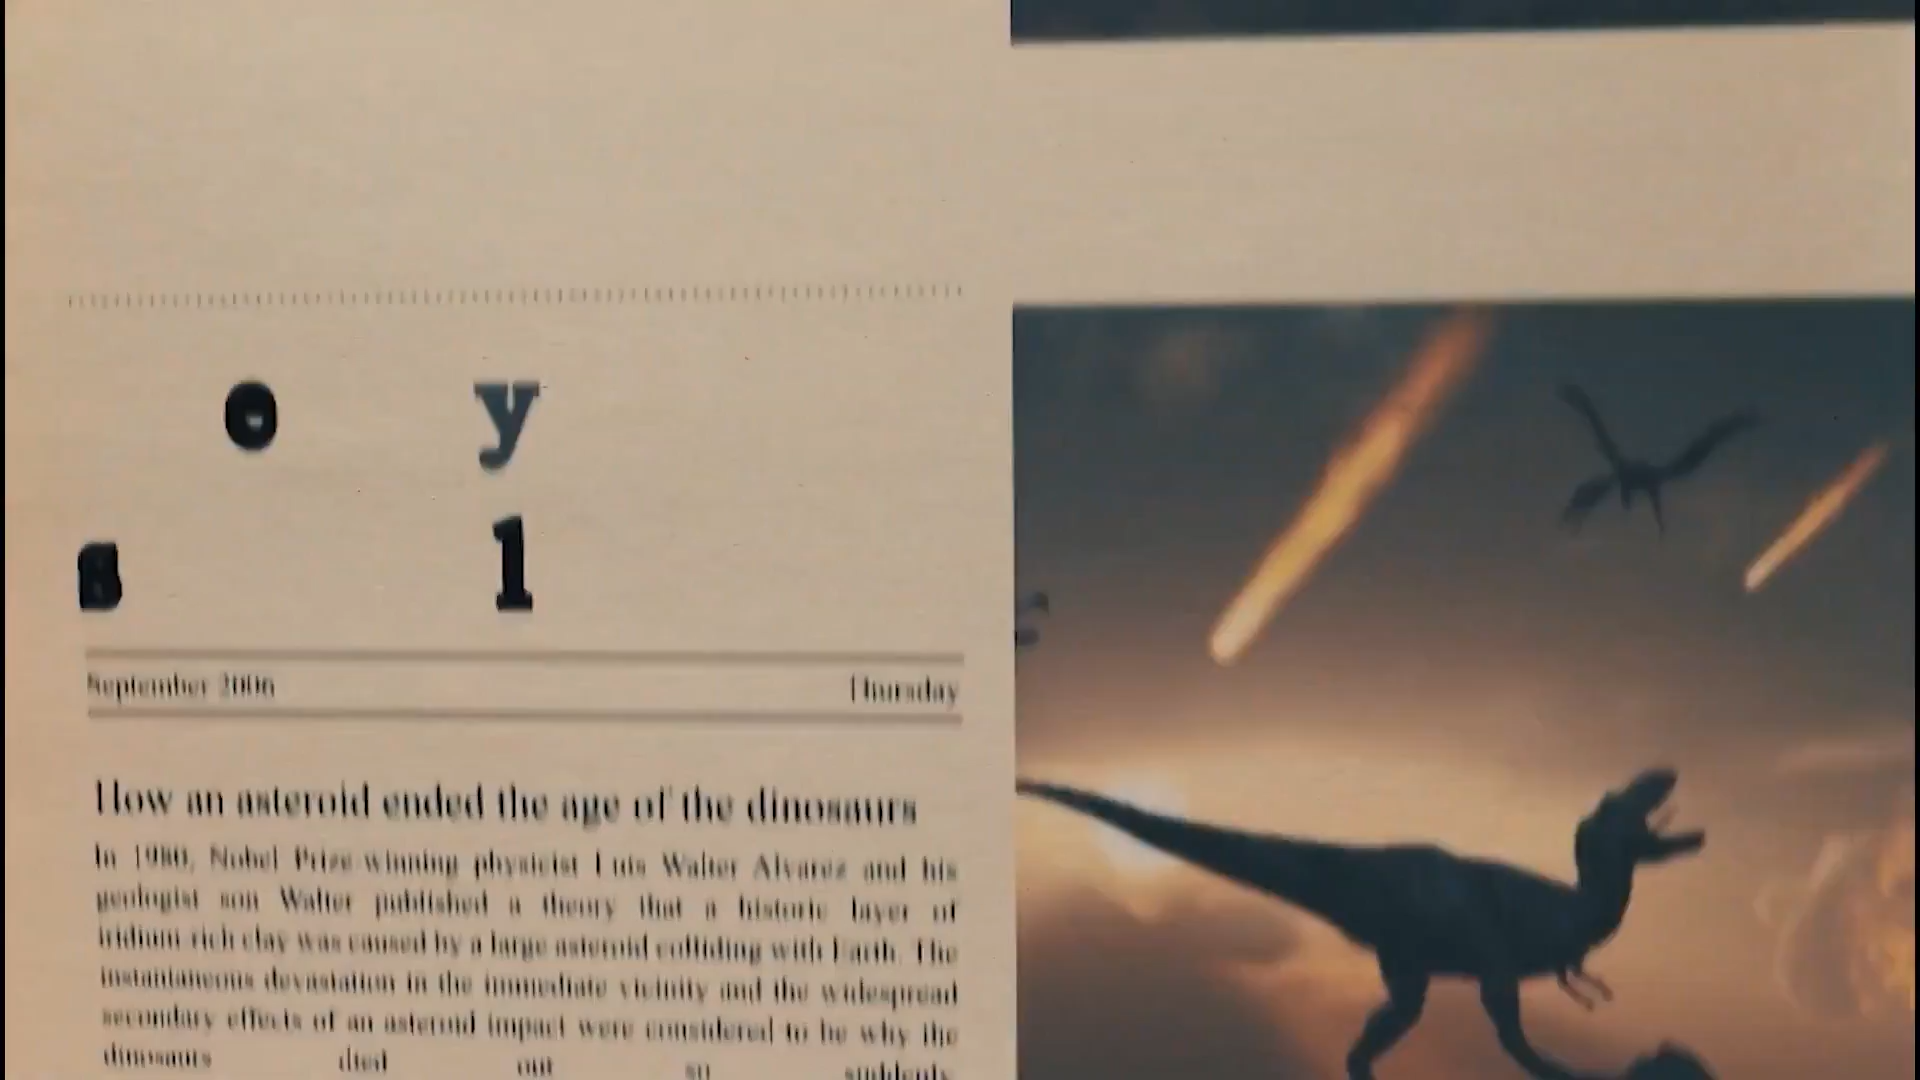 o y
s l
September 2006 Thursday
How an asteroid ended the age of the dinosaurs
In 1980, Nobel Prize-winning physicist Luis Walter Alvarez and his
geologist son Walter published a theory that a historic layer of
iridium-rich clay was caused by a large asteroid colliding with Earth. The
instantaneous devastation in the immediate vicinity and the widespread
secondary effects of an asteroid impact were considered to be why the
dinosaurs died out so suddenly.